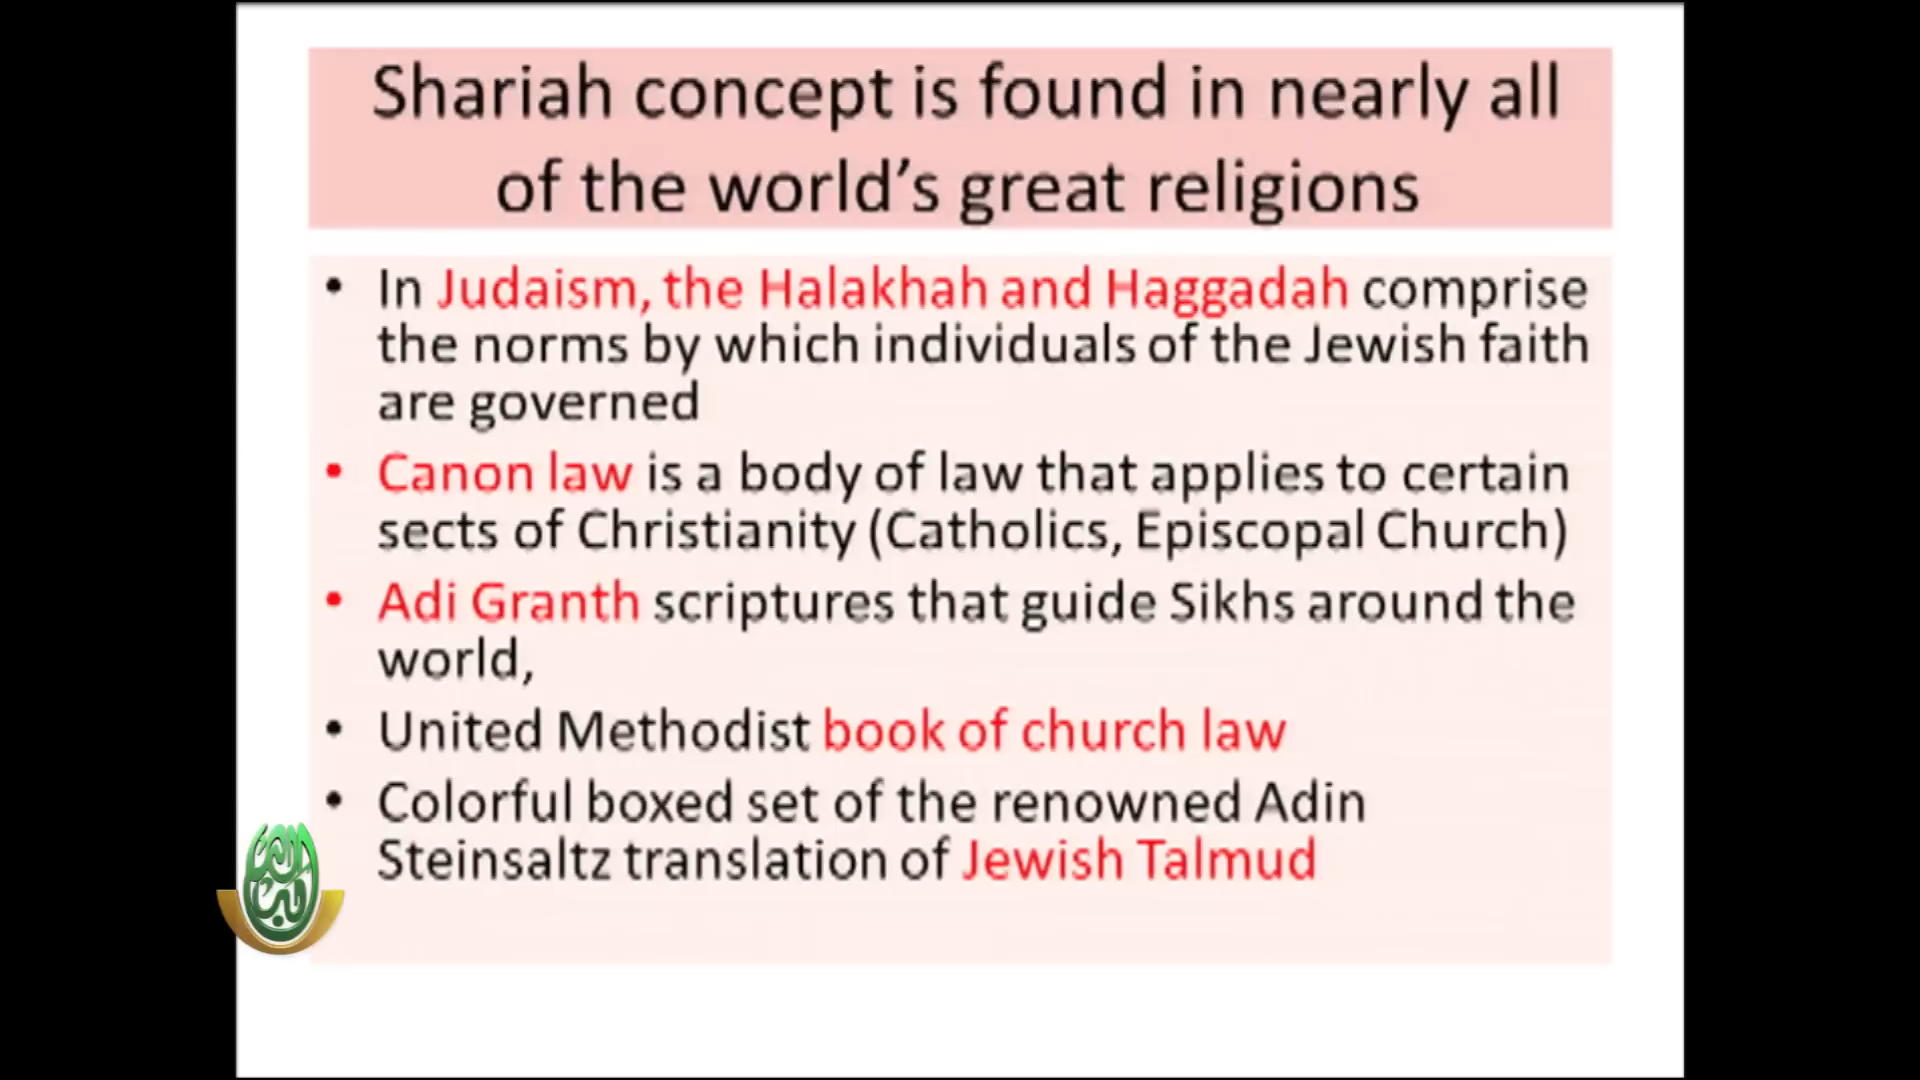 Shariah concept is found in nearly all
of the world's great religions
• In Judaism, the Halakhah and Haggadah comprise
the norms by which individuals of the Jewish faith
are governed
• Canon law is a body of law that applies to certain
sects of Christianity (Catholics, Episcopal Church)
• Adi Granth scriptures that guide Sikhs around the
world,
• United Methodist book of church law
• Colorful boxed set of the renowned Adin
Steinsaltz translation of Jewish Talmud